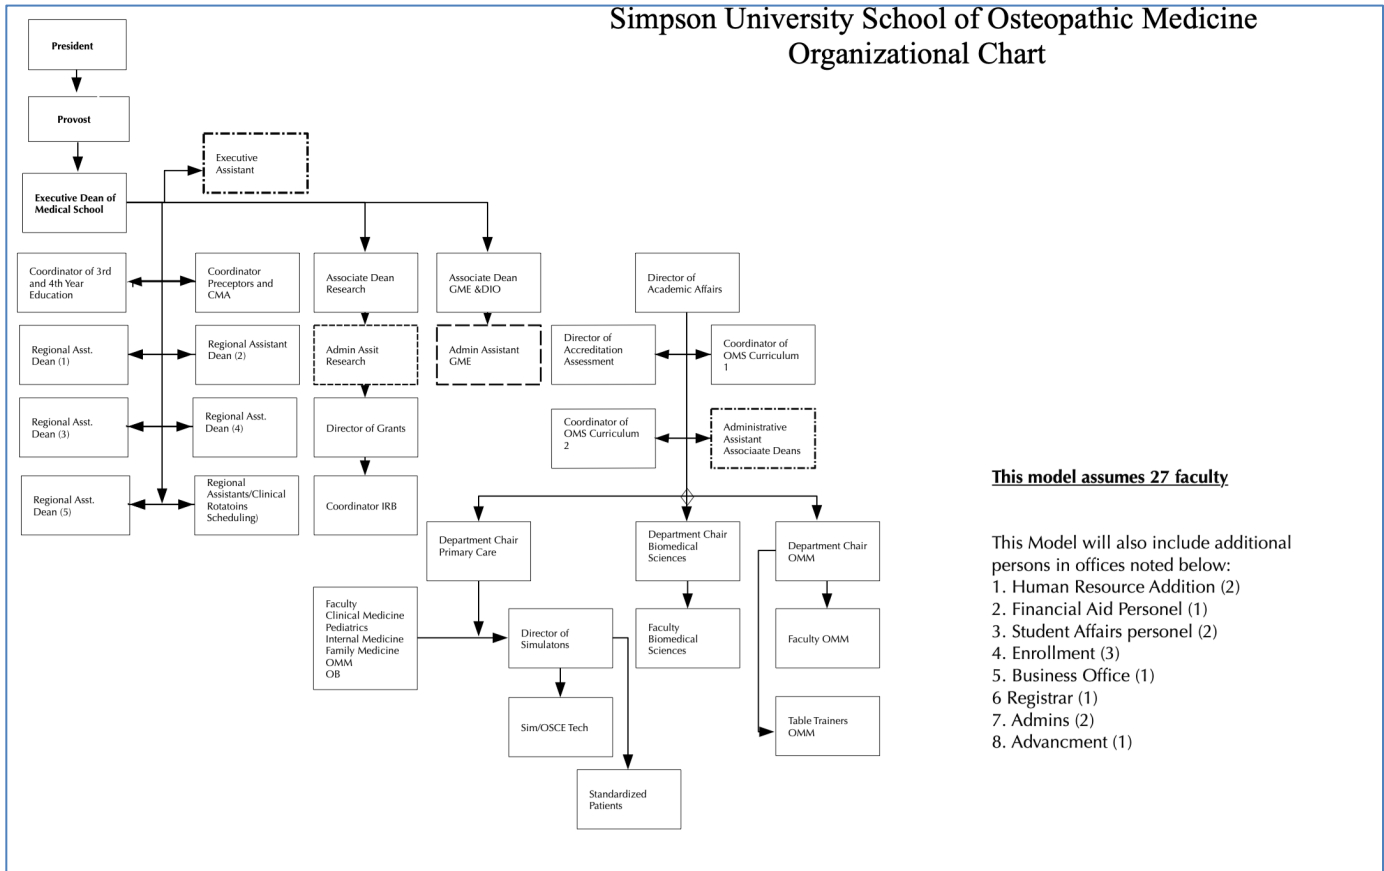 Simpson University School of Osteopathic Medicine
Organizational Chart
President
Provost
Executive
Assistant
Executive Dean of
Medical School
Coordinator of 3rd
and 4th Year
Education
Coordinator
Preceptors and
CMA
Associate Dean
Research
Associate Dean
GME &DIO
Director of
Academic Affairs
Regional Asst.
Dean (1)
Regional Assistant
Dean (2)
Admin Assit
Research
Admin Assistant
GME
Director of
Accreditation
Assessment
Coordinator of
OMS Curriculum
1
Regional Asst.
Dean (3)
Regional Asst.
Dean (4)
Director of Grants
Coordinator of
OMS Curriculum
2
Administrative
Assistant
Associaate Deans
Regional Asst.
Dean (5)
Regional
Assistants/Clinical
Rotatoins
Scheduling)
Coordinator IRB
Department Chair
Primary Care
Department Chair
Biomedical
Sciences
Department Chair
OMM
Faculty
Clinical Medicine
Pediatrics
Internal Medicine
Family Medicine
OMM
OB
Director of
Simulatons
Faculty
Biomedical
Sciences
Faculty OMM
Sim/OSCE Tech
Table Trainers
OMM
Standardized
Patients
This model assumes 27 faculty
This Model will also include additional
persons in offices noted below:
1. Human Resource Addition (2)
2. Financial Aid Personel (1)
3. Student Affairs personel (2)
4. Enrollment (3)
5. Business Office (1)
6 Registrar (1)
7. Admins (2)
8. Advancment (1)